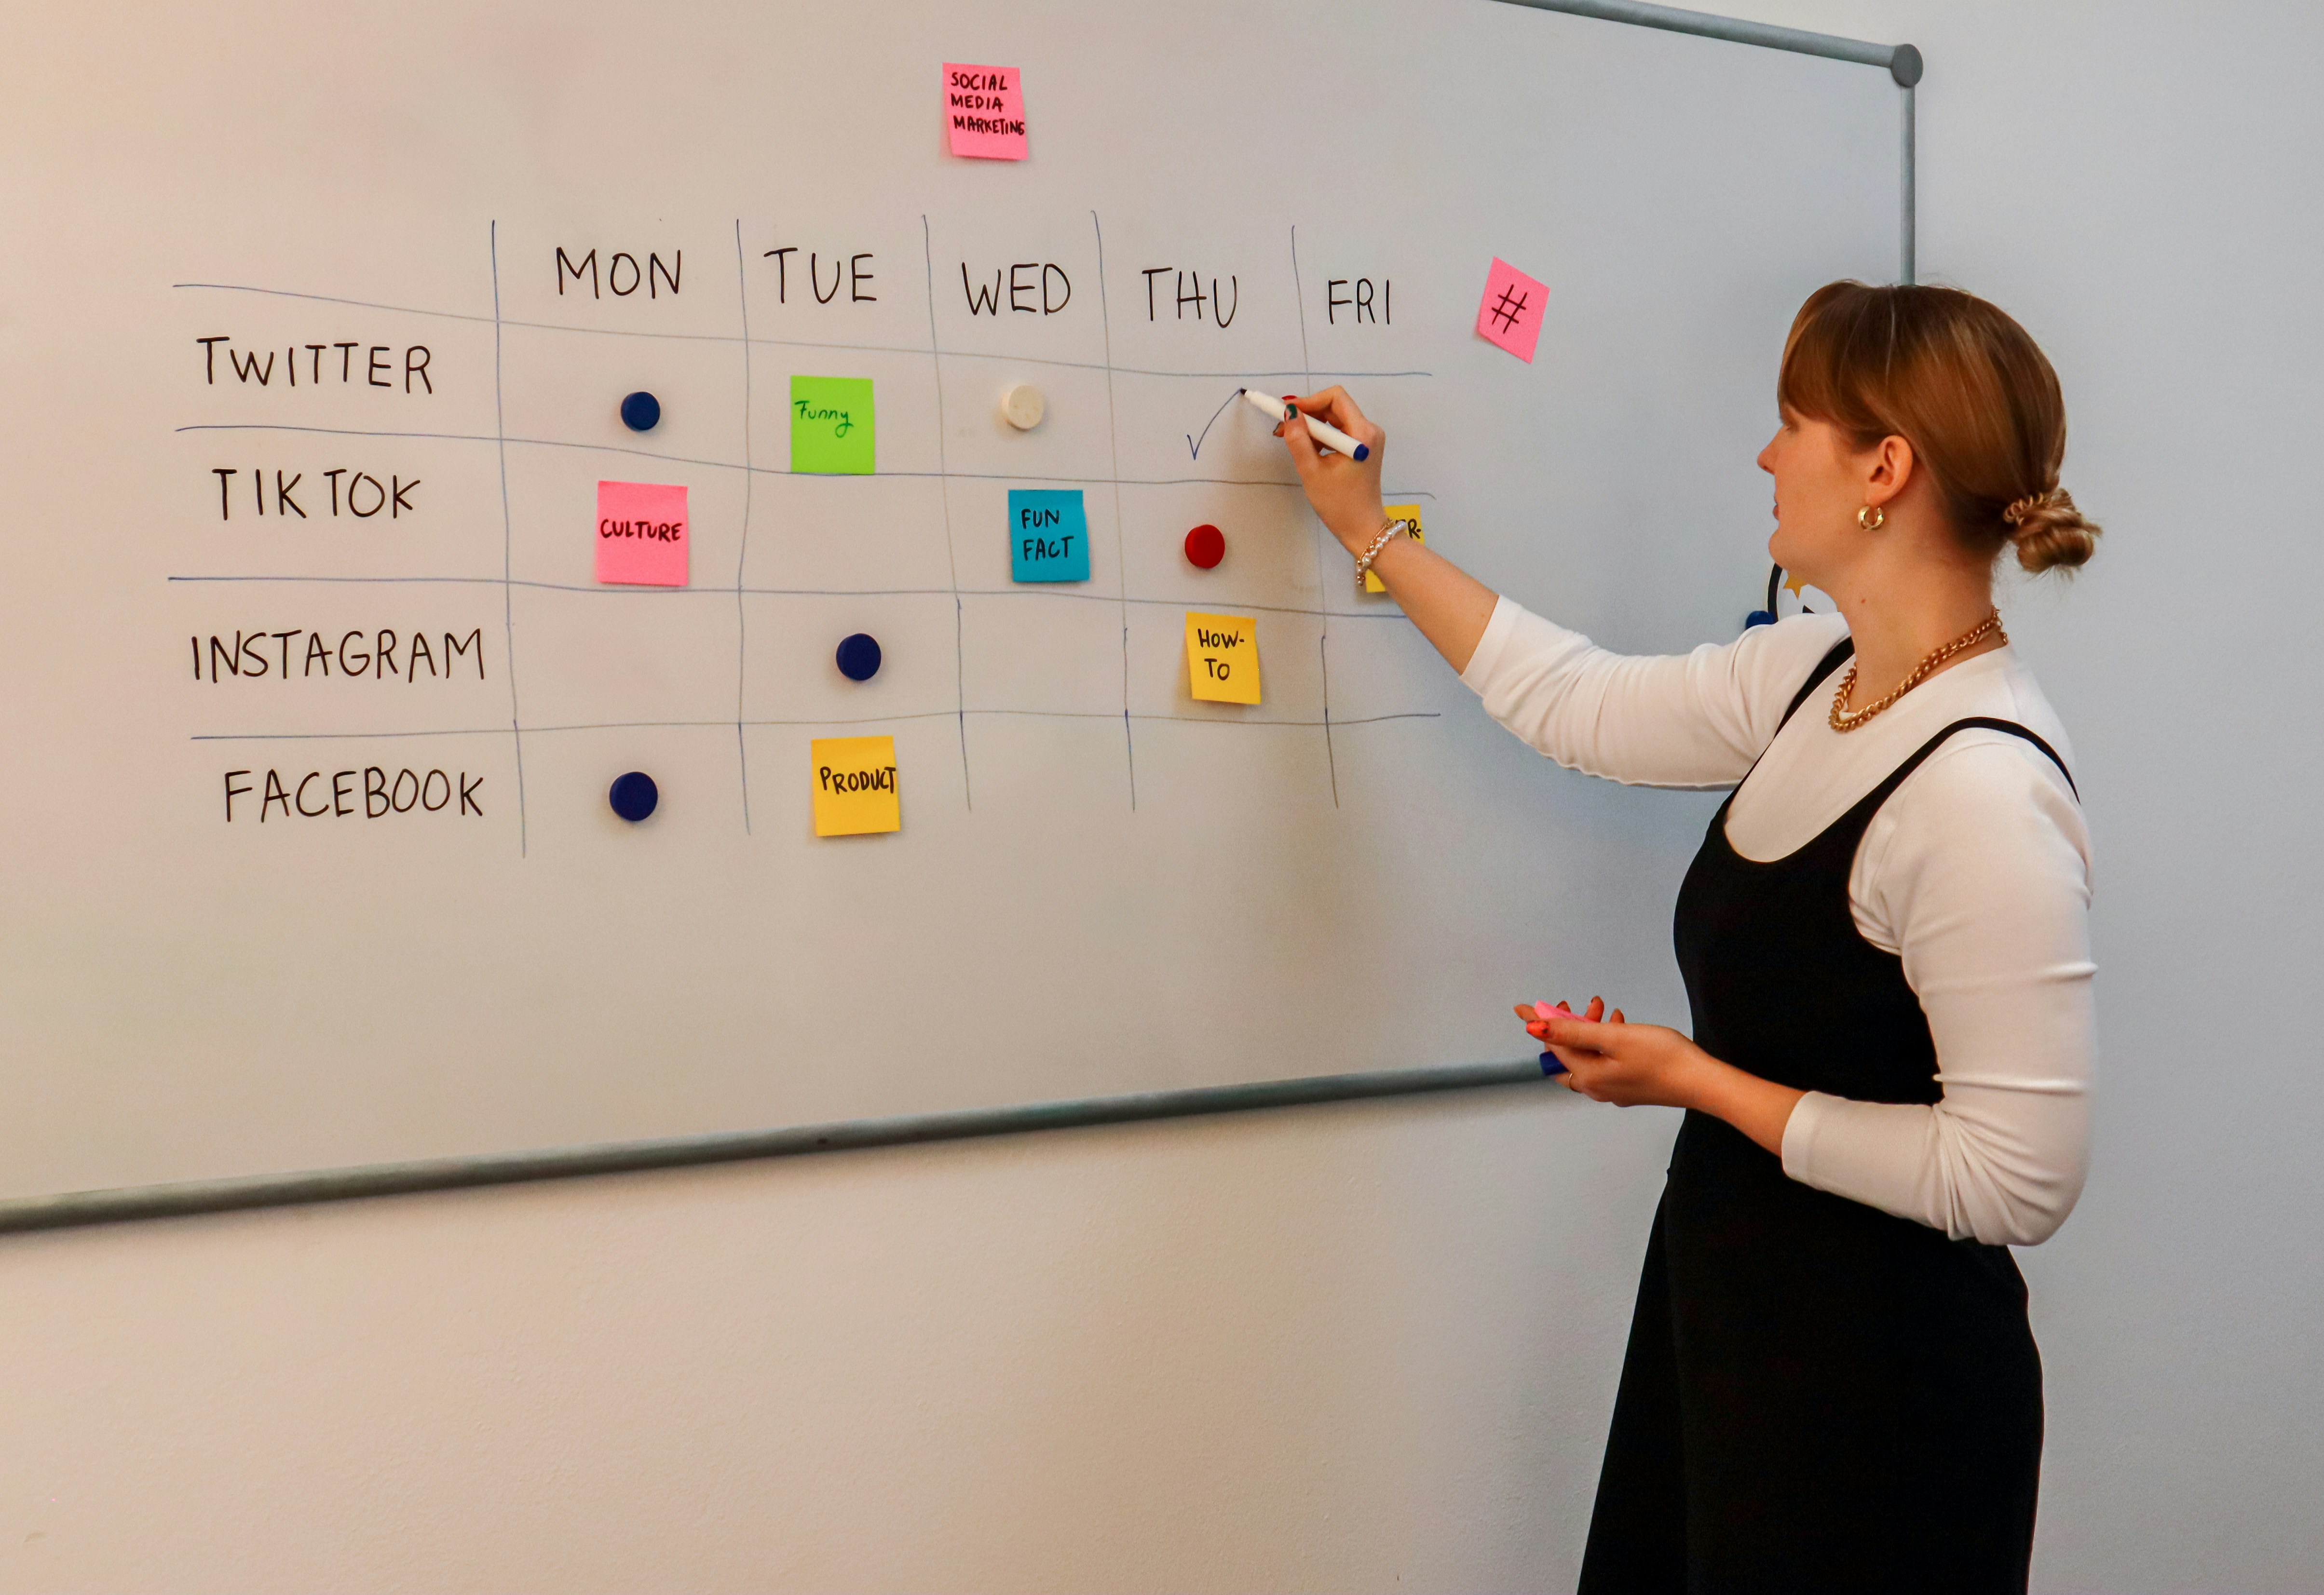 SOCIAL
MEDIA
MARKETING
MON TUE WED THU FRI
#
TWITTER
Funny
TIKTOK
CULTURE
FUN
FACT
INSTAGRAM
HOW-
TO
FACEBOOK
PRODUCT